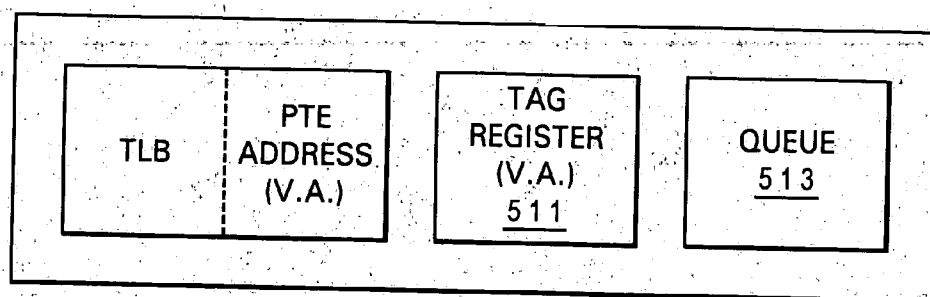 TLB
PTE
ADDRESS
(V.A.)
TAG
REGISTER
(V.A.)
511
QUEUE
513